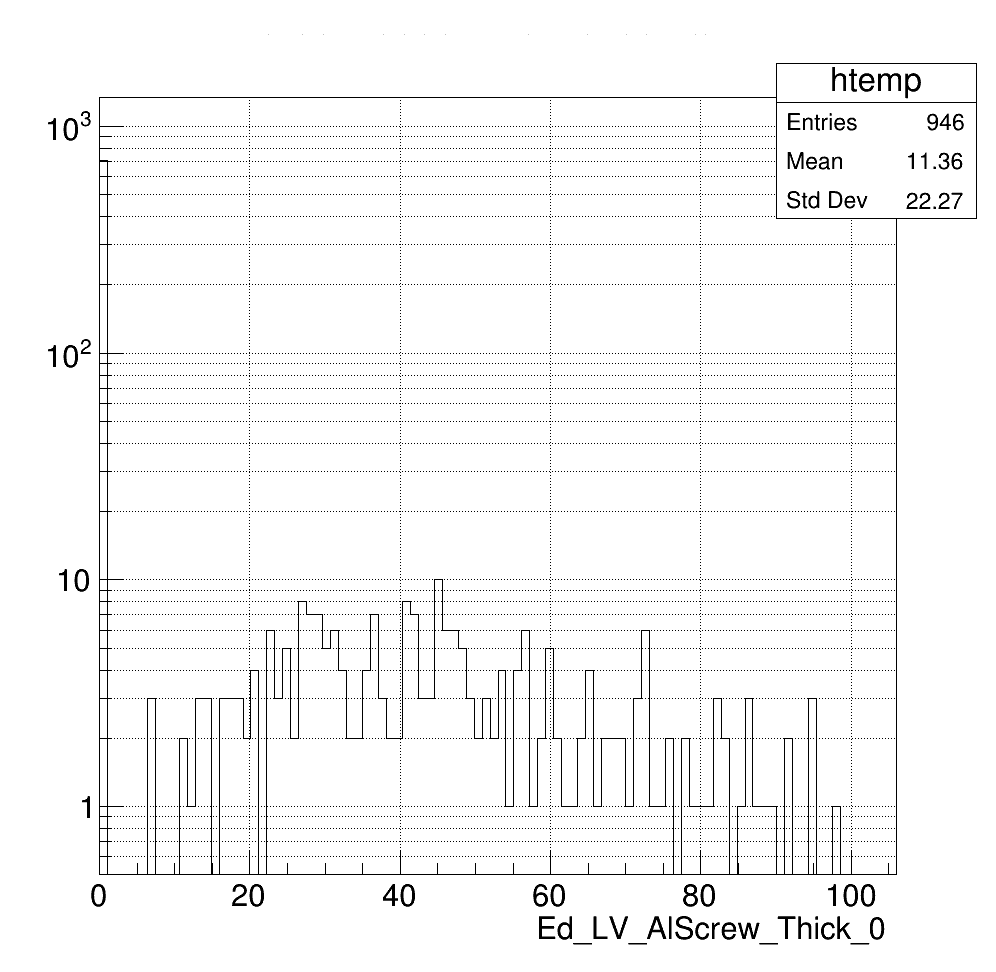 htemp
Entries 946
Mean 11.36
Std Dev 22.27
10³
10²
10
1
0 20 40 60 80 100
Ed_LV_AlScrew_Thick_0